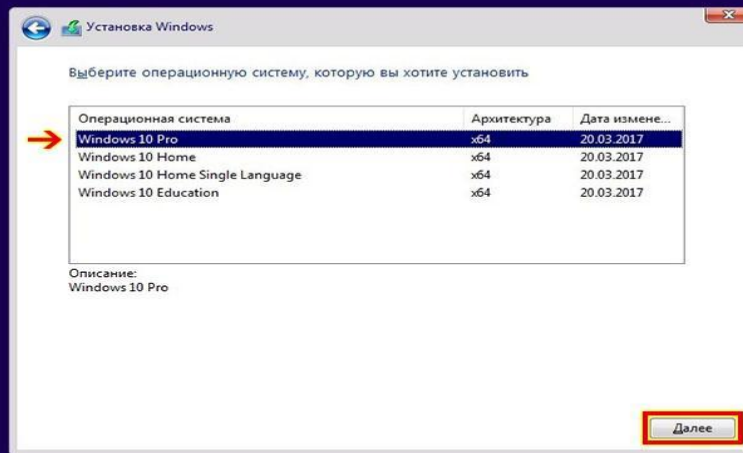 Установка Windows
Выберите операционную систему, которую вы хотите установить
Операционная система Архитектура Дата измене...
Windows 10 Pro x64 20.03.2017
Windows 10 Home x64 20.03.2017
Windows 10 Home Single Language x64 20.03.2017
Windows 10 Education x64 20.03.2017
Описание:
Windows 10 Pro
Далее